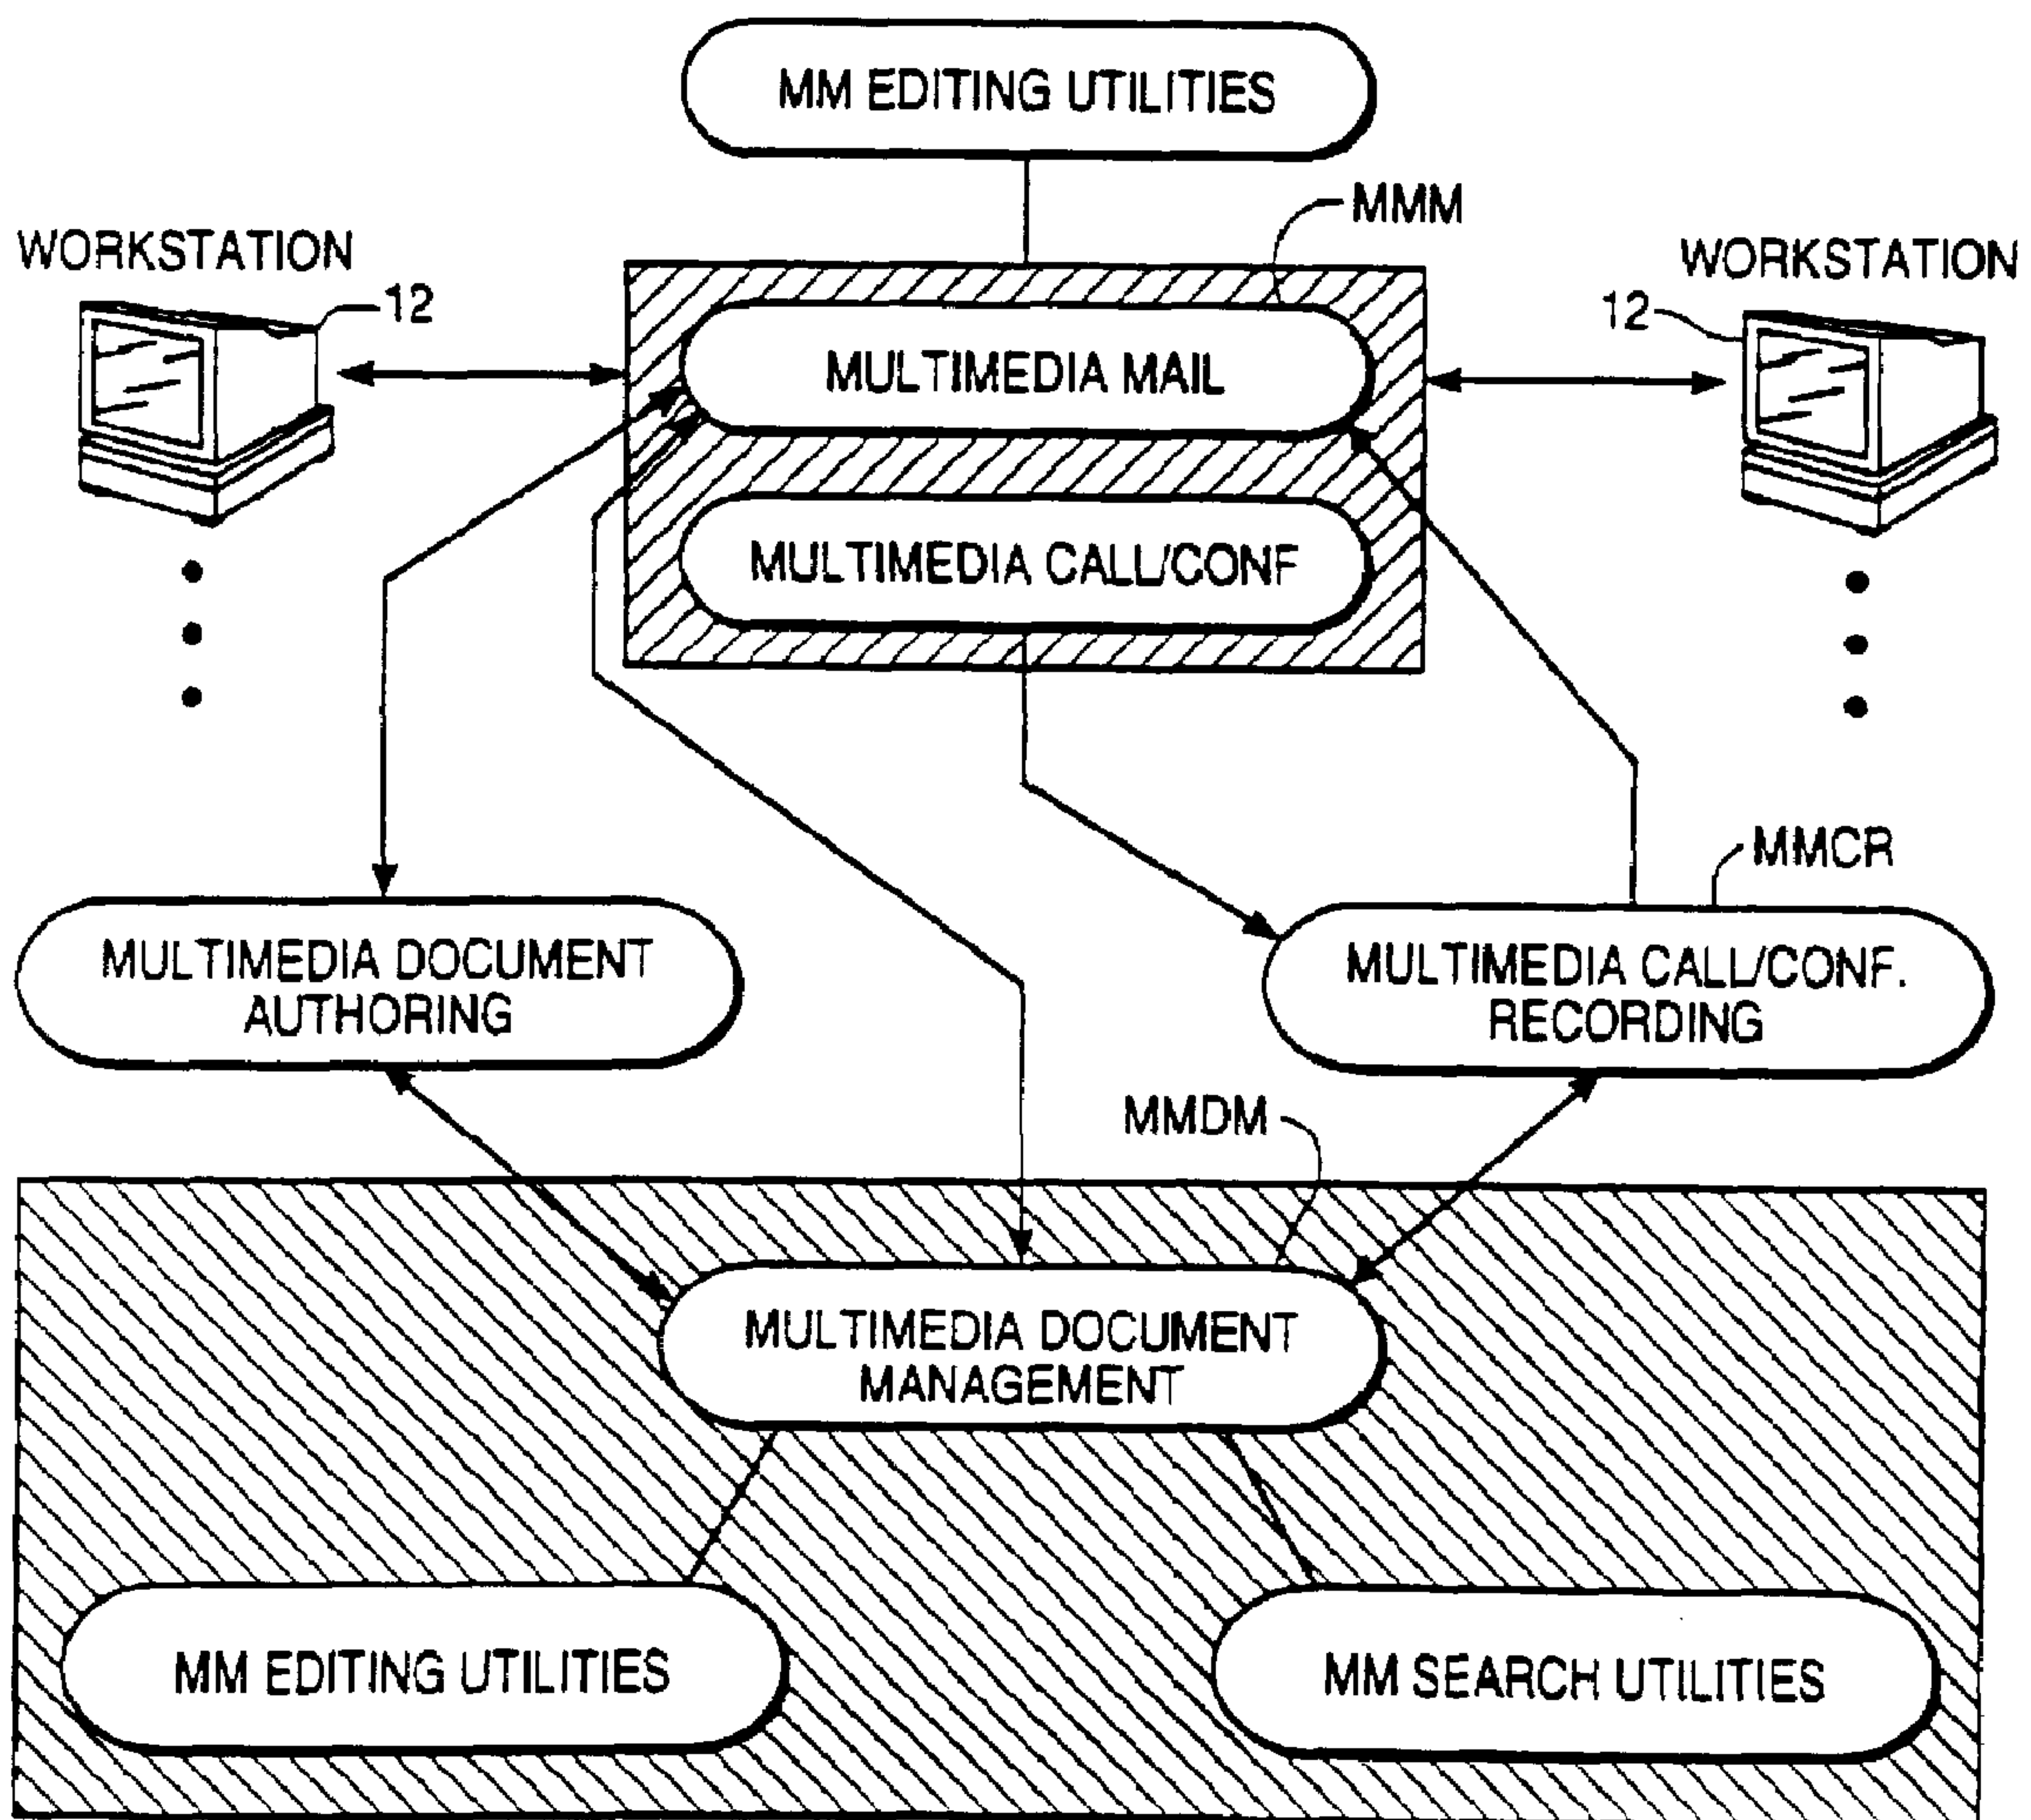 MM EDITING UTILITIES
MMM
WORKSTATION
WORKSTATION
12
12
MULTIMEDIA MAIL
MULTIMEDIA CALL/CONF
MMCR
MULTIMEDIA DOCUMENT
AUTHORING
MULTIMEDIA CALL/CONF.
RECORDING
MMDM
MULTIMEDIA DOCUMENT
MANAGEMENT
MM EDITING UTILITIES
MM SEARCH UTILITIES